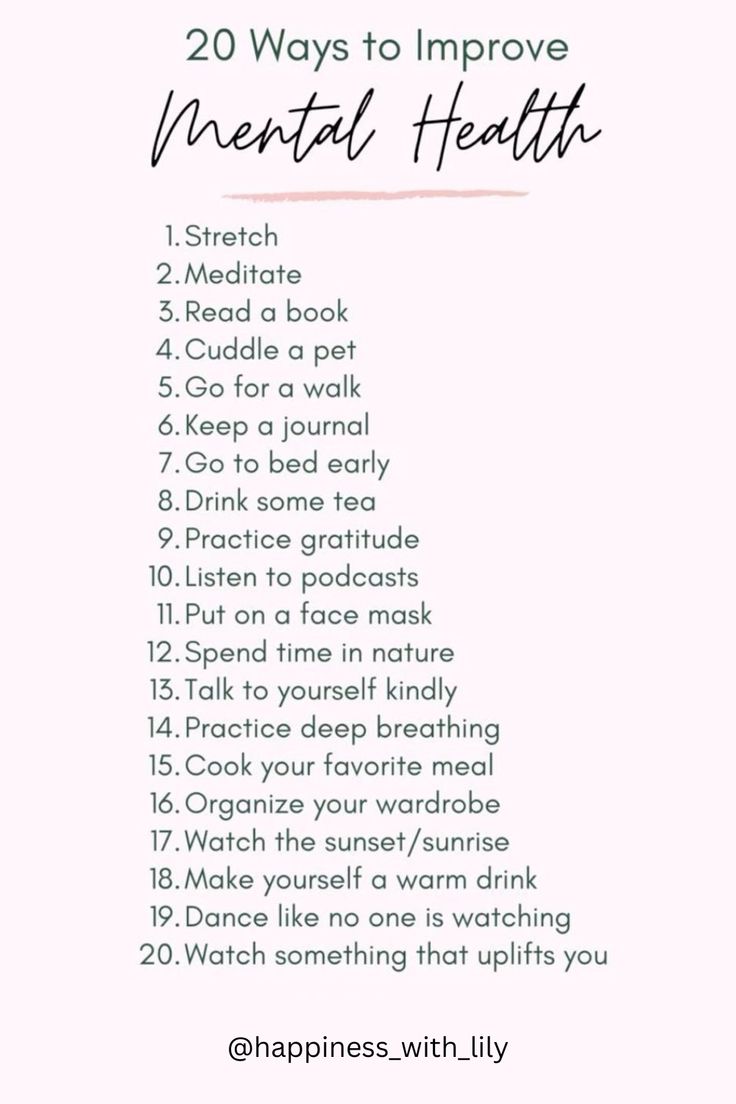 20 Ways to Improve
Mental Health
1. Stretch
2. Meditate
3. Read a book
4. Cuddle a pet
5. Go for a walk
6. Keep a journal
7. Go to bed early
8. Drink some tea
9. Practice gratitude
10. Listen to podcasts
11. Put on a face mask
12. Spend time in nature
13. Talk to yourself kindly
14. Practice deep breathing
15. Cook your favorite meal
16. Organize your wardrobe
17. Watch the sunset/sunrise
18. Make yourself a warm drink
19. Dance like no one is watching
20. Watch something that uplifts you
@happiness_with_lily